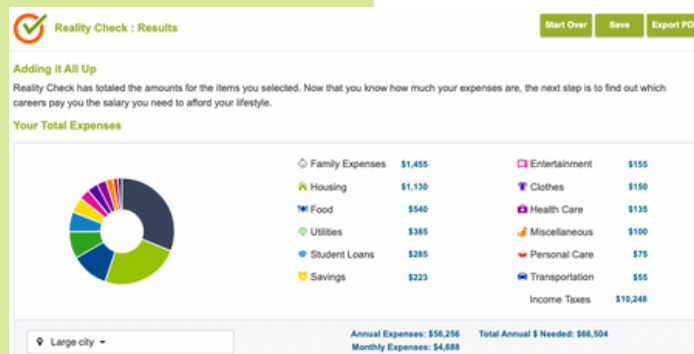 Reality Check : Results
Start Over
Save
Export PD
Adding it All Up
Reality Check has totaled the amounts for the items you selected. Now that you know how much your expenses are, the next step is to find out which
careers pay you the salary you need to afford your lifestyle.
Your Total Expenses
Family Expenses $1,455
Housing $1,130
Food $540
Utilities $385
Student Loans $285
Savings $223
Entertainment $155
Clothes $150
Health Care $135
Miscellaneous $100
Personal Care $75
Transportation $55
Income Taxes $10,248
Large city
Annual Expenses: $56,256
Monthly Expenses: $4,688
Total Annual $ Needed: $66,504